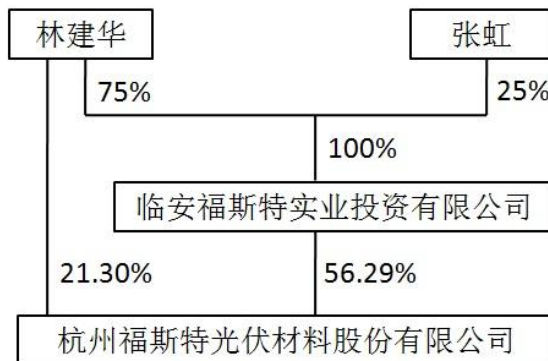 林建华
张虹
75%
25%
100%
临安福斯特实业投资有限公司
21.30%
56.29%
杭州福斯特光伏材料股份有限公司